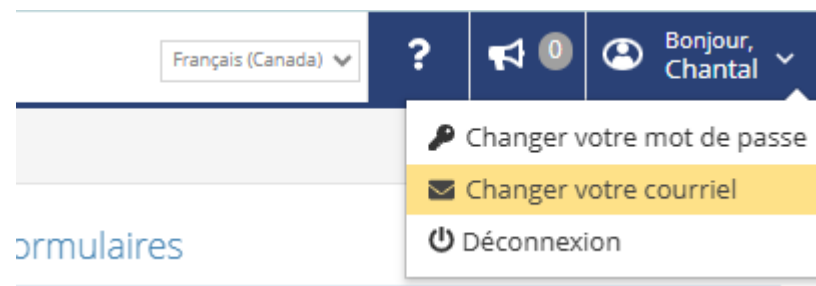 Français (Canada)
?
0
Bonjour,
Chantal
Changer votre mot de passe
Changer votre courriel
Déconnexion
ormulaires